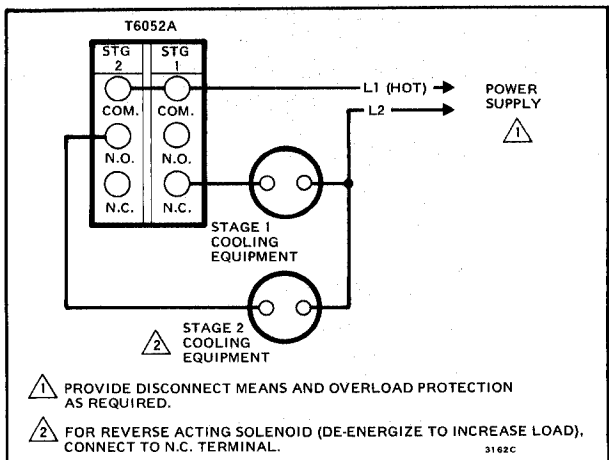 T6052A
STG 2
STG 1
COM.
COM.
N.O.
N.O.
N.C.
N.C.
L1 (HOT)
L2
POWER SUPPLY
1
STAGE 1
COOLING
EQUIPMENT
2
STAGE 2
COOLING
EQUIPMENT
1 PROVIDE DISCONNECT MEANS AND OVERLOAD PROTECTION
AS REQUIRED.
2 FOR REVERSE ACTING SOLENOID (DE-ENERGIZE TO INCREASE LOAD),
CONNECT TO N.C. TERMINAL.
3162C